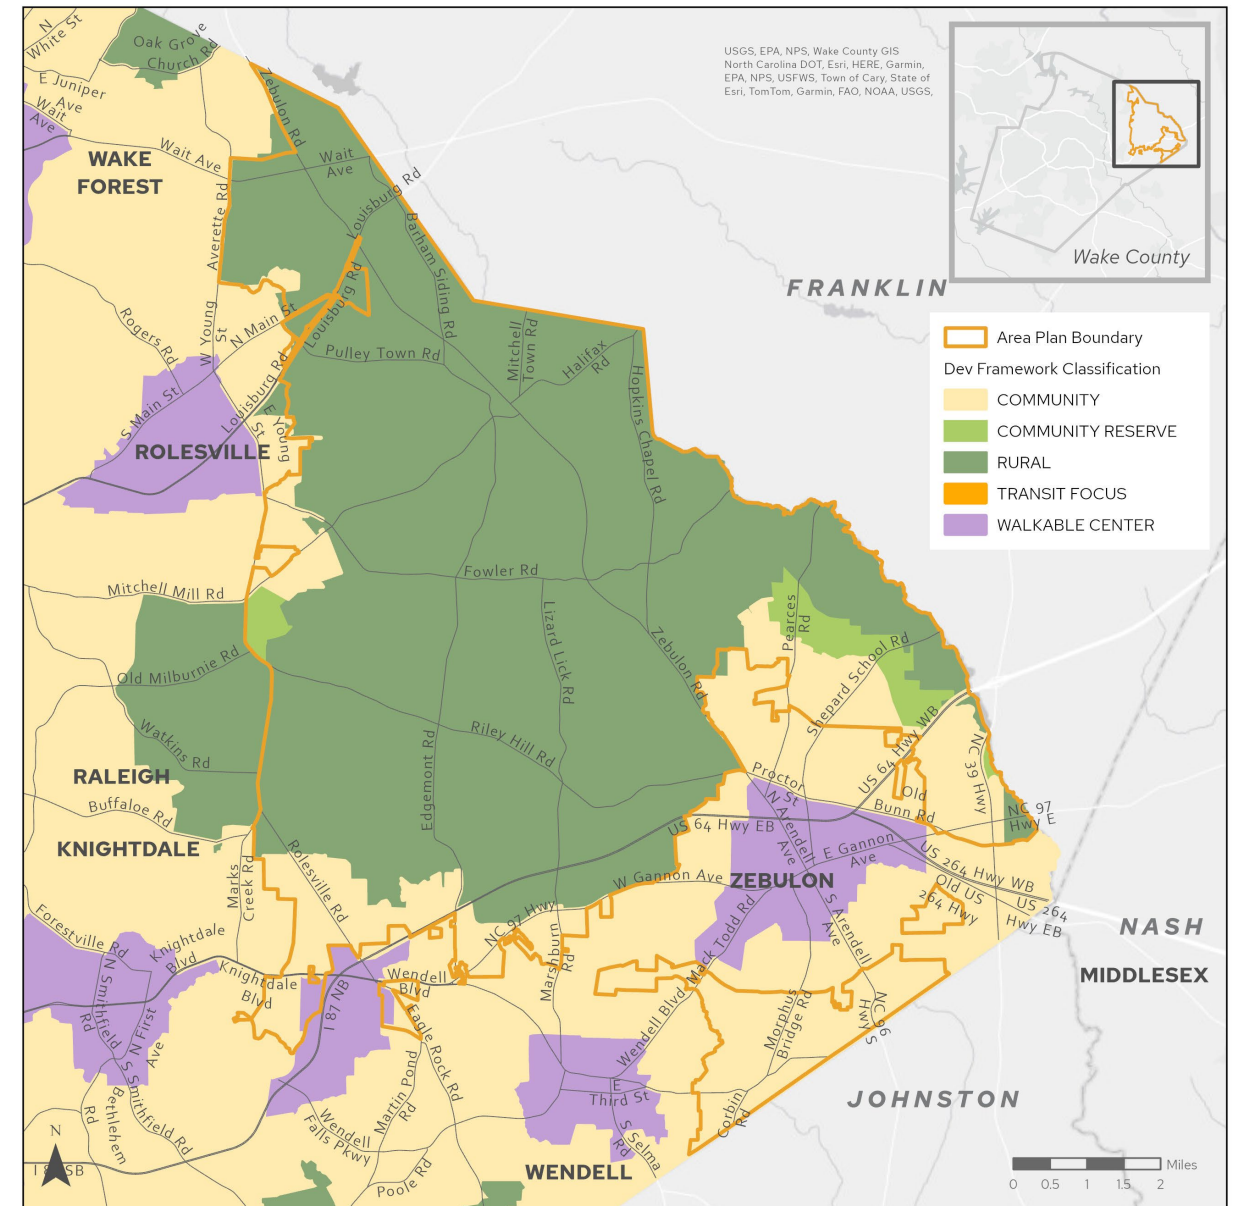 N
White St
Oak Grove
Church Rd
E Juniper
Ave
Wait
Ave
WAKE
FOREST
Wait Ave
Zebulon Rd
Wait
Ave
Louisburg Rd
Averette Rd
Barham Siding Rd
USGS, EPA, NPS, Wake County GIS
North Carolina DOT, Esri, HERE, Garmin,
EPA, NPS, USFWS, Town of Cary, State of
Esri, TomTom, Garmin, FAO, NOAA, USGS,
Wake County
FRANKLIN
Area Plan Boundary
Dev Framework Classification
COMMUNITY
COMMUNITY RESERVE
RURAL
TRANSIT FOCUS
WALKABLE CENTER
Rogers Rd
W Young
St
N Main St
Louisburg Rd
Pulley Town Rd
Mitchell
Town Rd
Halifax
Rd
Hopkins Chapel Rd
S Main St
Louisburg Rd
E Young
St
ROLESVILLE
Fowler Rd
Mitchell Mill Rd
Lizard Lick Rd
Zebulon Rd
Pearces
Rd
Shepard School Rd
Old Milburnie Rd
Watkins Rd
Riley Hill Rd
Edgemont Rd
US 64 Hwy WB
NC 39 Hwy
RALEIGH
Buffaloe Rd
KNIGHTDALE
Proctor
St
Old
Bunn Rd
NC 97
Hwy E
US 64 Hwy EB
N Arendell
Ave
E Gannon
Ave
US 264 Hwy WB
Marks
Creek Rd
Rolesville Rd
W Gannon Ave
ZEBULON
Old US
264 Hwy
US 264
Hwy EB
Forestville Rd
Knightdale
Blvd
Knightdale
Blvd
NC 97 Hwy
Marshburn
Rd
Mack Todd Rd
S Arendell
Ave
NASH
MIDDLESEX
N Smithfield
Rd
N First
Ave
I 87 NB
Wendell
Blvd
Eagle Rock Rd
Wendell Blvd
Morphus
Bridge Rd
NC 96
Hwy S
S Smithfield Rd
Bethlehem
Rd
Martin Pond
Rd
Wendell
Falls Pkwy
E
Third St
S Selma
Rd
Corbin
Rd
JOHNSTON
N
Poole Rd
WENDELL
Miles
0 0.5 1 1.5 2